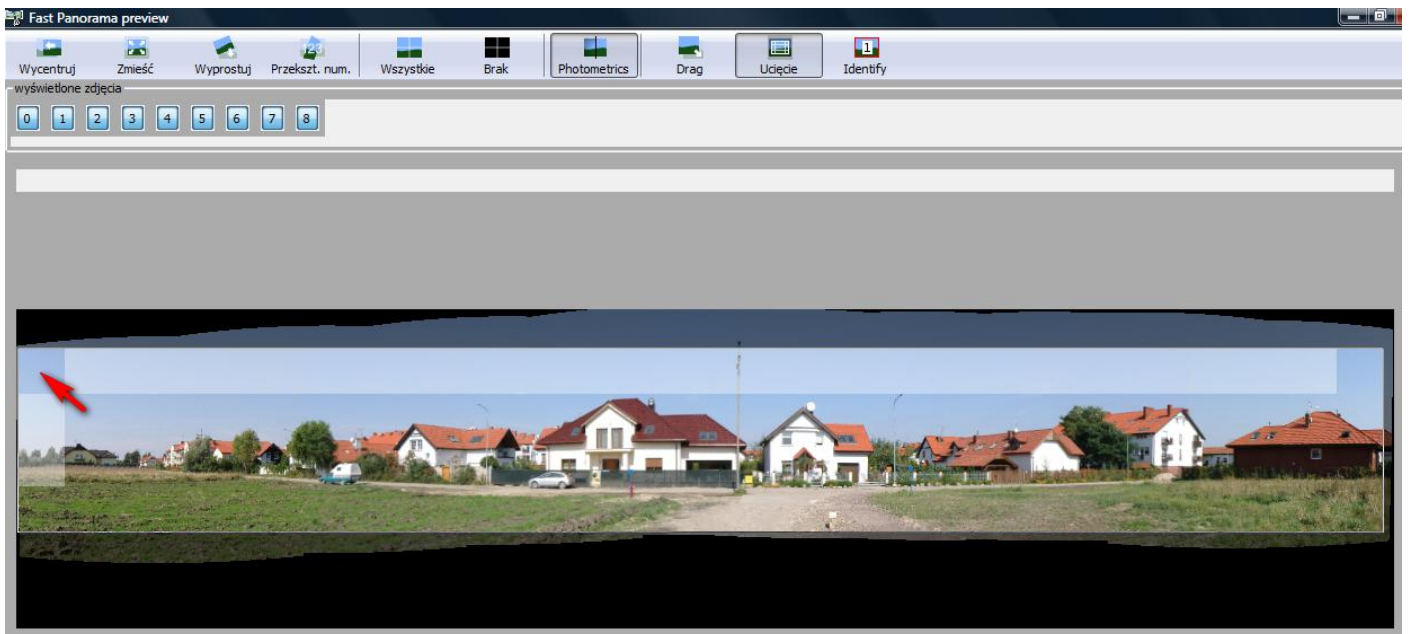 Fast Panorama preview
Wycentruj Zmieść Wyprostuj Przekszt. num. Wszystkie Brak Photometrics Drag Ucięcie Identify
wyświetlone zdjęcia
0 1 2 3 4 5 6 7 8